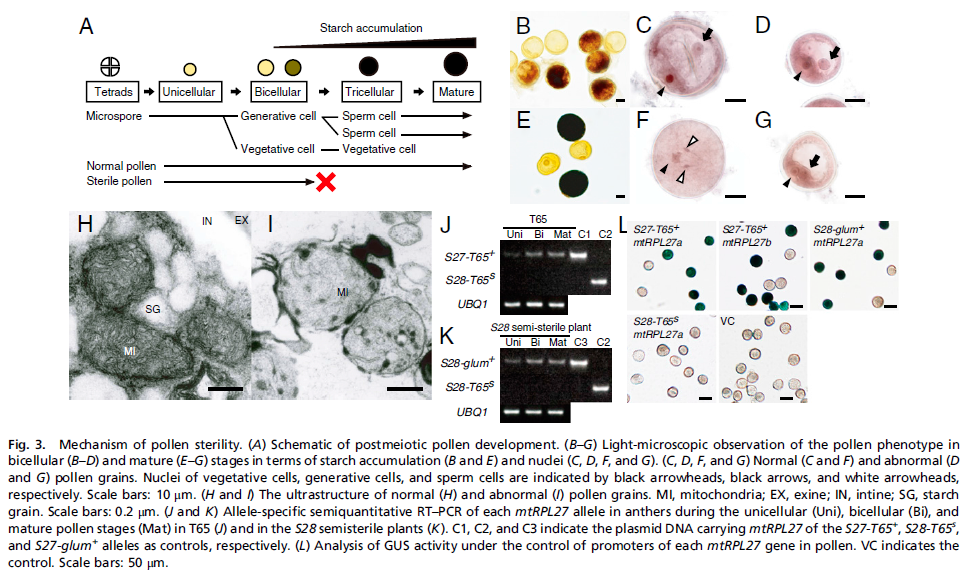 A
Starch accumulation
Tetrads
Unicellular
Bicellular
Tricellular
Mature
Microspore
Generative cell
Sperm cell
Sperm cell
Vegetative cell
Vegetative cell
Normal pollen
Sterile pollen
B
C
D
E
F
G
H
IN
EX
SG
MI
I
MI
J
T65
Uni Bi Mat C1 C2
S27-T65+
S28-T65s
UBQ1
K
S28 semi-sterile plant
Uni Bi Mat C3 C2
S28-glum+
S28-T65s
UBQ1
L
S27-T65+
mtRPL27a
S27-T65+
mtRPL27b
S28-glum+
mtRPL27a
S28-T65s
mtRPL27a
VC
Fig. 3. Mechanism of pollen sterility. (A) Schematic of postmeiotic pollen development. (B–G) Light-microscopic observation of the pollen phenotype in
bicellular (B–D) and mature (E–G) stages in terms of starch accumulation (B and E) and nuclei (C, D, F, and G). (C, D, F, and G) Normal (C and F) and abnormal (D
and G) pollen grains. Nuclei of vegetative cells, generative cells, and sperm cells are indicated by black arrowheads, black arrows, and white arrowheads,
respectively. Scale bars: 10 μm. (H and I) The ultrastructure of normal (H) and abnormal (I) pollen grains. MI, mitochondria; EX, exine; IN, intine; SG, starch
grain. Scale bars: 0.2 μm. (J and K) Allele-specific semiquantitative RT–PCR of each mtRPL27 allele in anthers during the unicellular (Uni), bicellular (Bi), and
mature pollen stages (Mat) in T65 (J) and in the S28 semisterile plants (K). C1, C2, and C3 indicate the plasmid DNA carrying mtRPL27 of the S27-T65+, S28-T65s,
and S27-glum+ alleles as controls, respectively. (L) Analysis of GUS activity under the control of promoters of each mtRPL27 gene in pollen. VC indicates the
control. Scale bars: 50 μm.